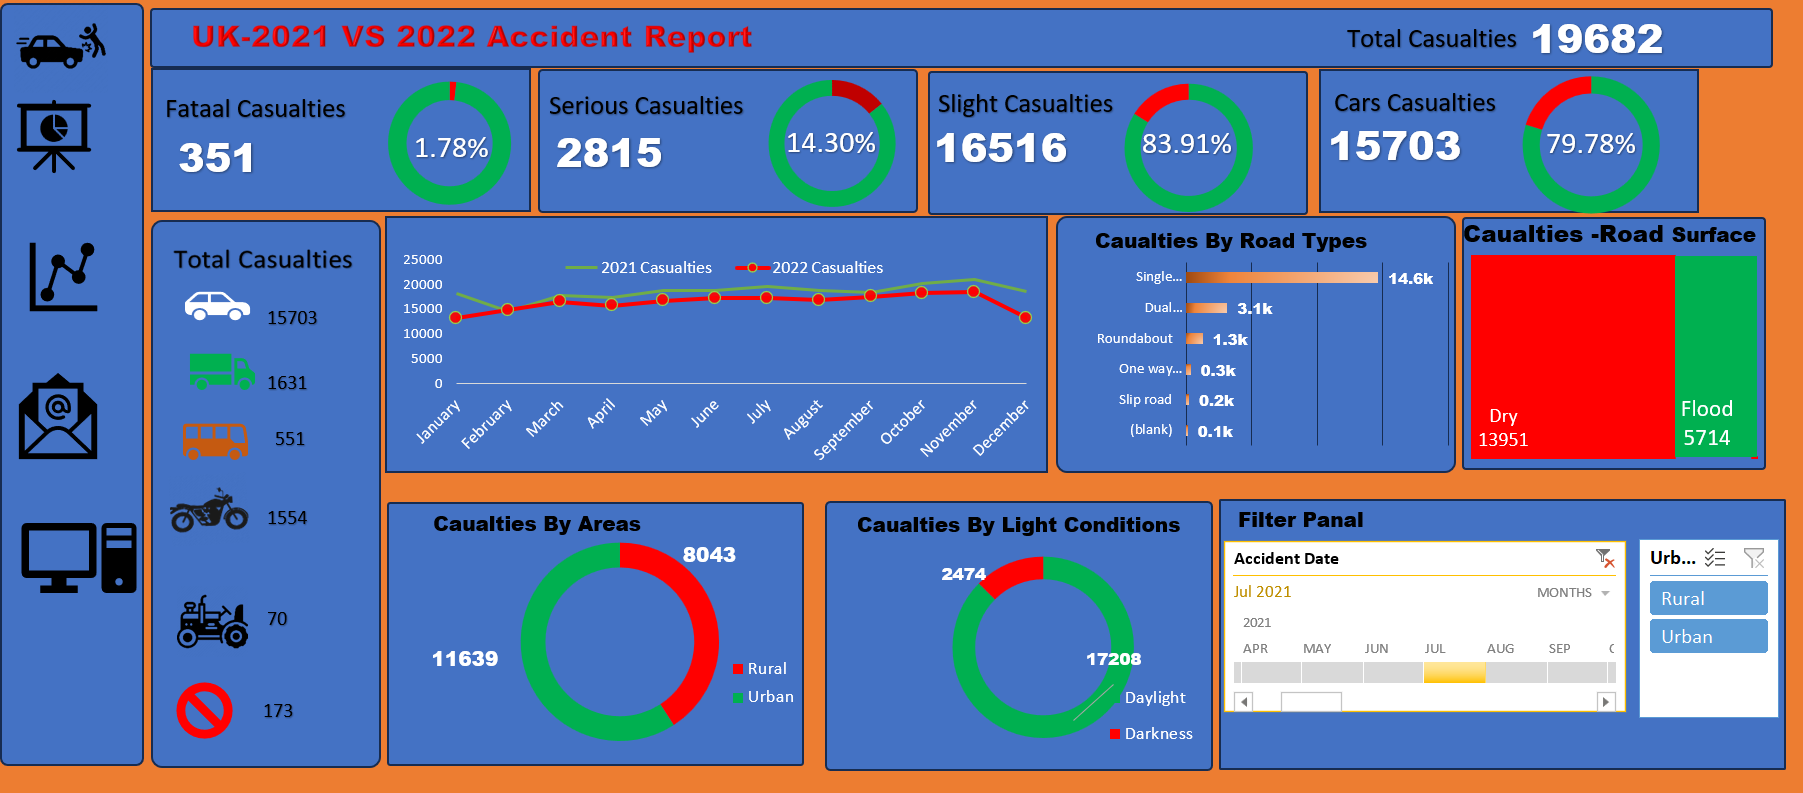 UK-2021 VS 2022 Accident Report
Total Casualties 19682
Fataal Casualties
351
1.78%
Serious Casualties
2815
14.30%
Slight Casualties
16516
83.91%
Cars Casualties
15703
79.78%
Total Casualties
15703
1631
551
1554
70
173
2021 Casualties
2022 Casualties
25000
20000
15000
10000
5000
0
January
February
March
April
May
June
July
August
September
October
November
December
Caualties By Road Types
Single... 14.6k
Dual... 3.1k
Roundabout 1.3k
One way... 0.3k
Slip road 0.2k
(blank) 0.1k
Caualties -Road Surface
Dry
13951
Flood
5714
Caualties By Areas
8043
11639
Rural
Urban
Caualties By Light Conditions
2474
17208
Daylight
Darkness
Filter Panal
Accident Date
Jul 2021
MONTHS
2021
APR MAY JUN JUL AUG SEP
Urb...
Rural
Urban